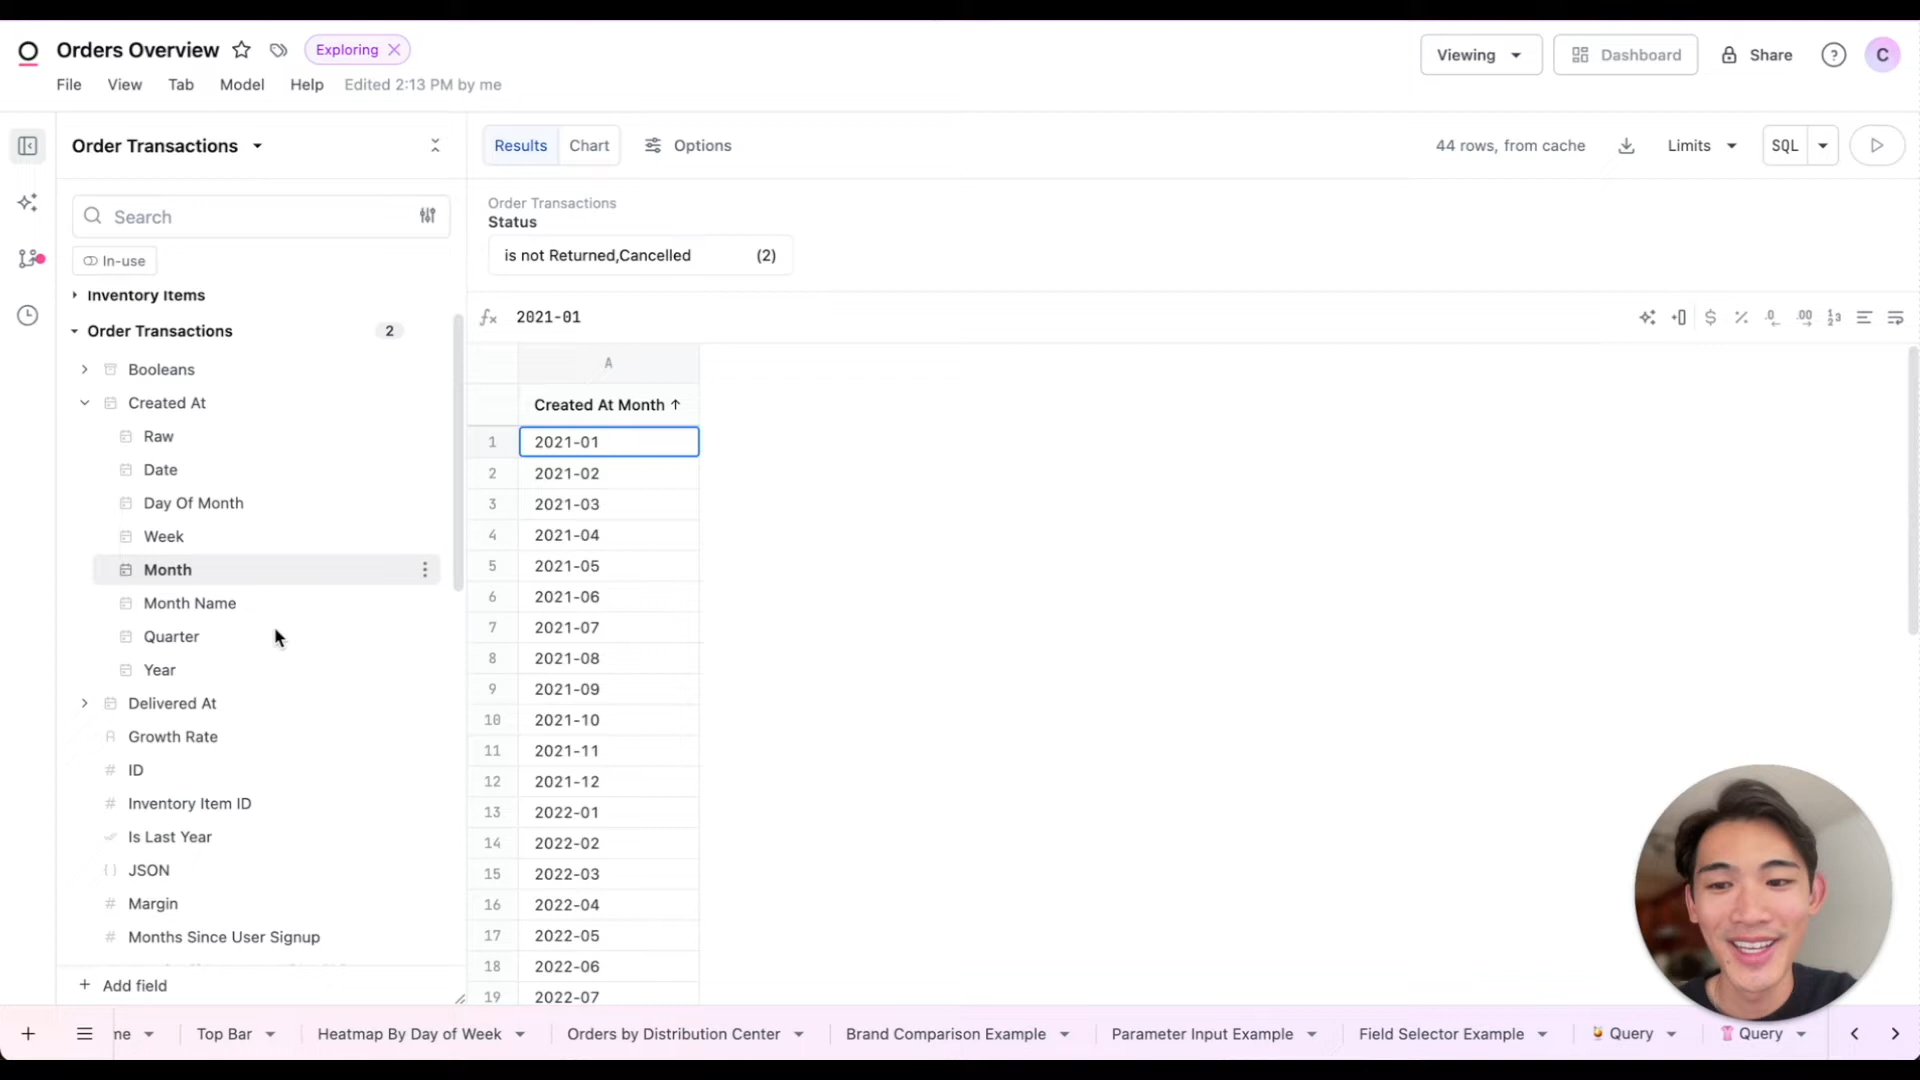 Orders Overview
Exploring
File View Tab Model Help Edited 2:13 PM by me
Viewing
Dashboard
Share
C
Order Transactions
Search
In-use
Inventory Items
Order Transactions 2
Booleans
Created At
Raw
Date
Day Of Month
Week
Month
Month Name
Quarter
Year
Delivered At
Growth Rate
ID
Inventory Item ID
Is Last Year
JSON
Margin
Months Since User Signup
+ Add field
Results Chart Options
44 rows, from cache
Limits
SQL
Order Transactions
Status
is not Returned,Cancelled (2)
fx 2021-01
A
Created At Month ↑
1 2021-01
2 2021-02
3 2021-03
4 2021-04
5 2021-05
6 2021-06
7 2021-07
8 2021-08
9 2021-09
10 2021-10
11 2021-11
12 2021-12
13 2022-01
14 2022-02
15 2022-03
16 2022-04
17 2022-05
18 2022-06
19 2022-07
me
Top Bar
Heatmap By Day of Week
Orders by Distribution Center
Brand Comparison Example
Parameter Input Example
Field Selector Example
Query
Query